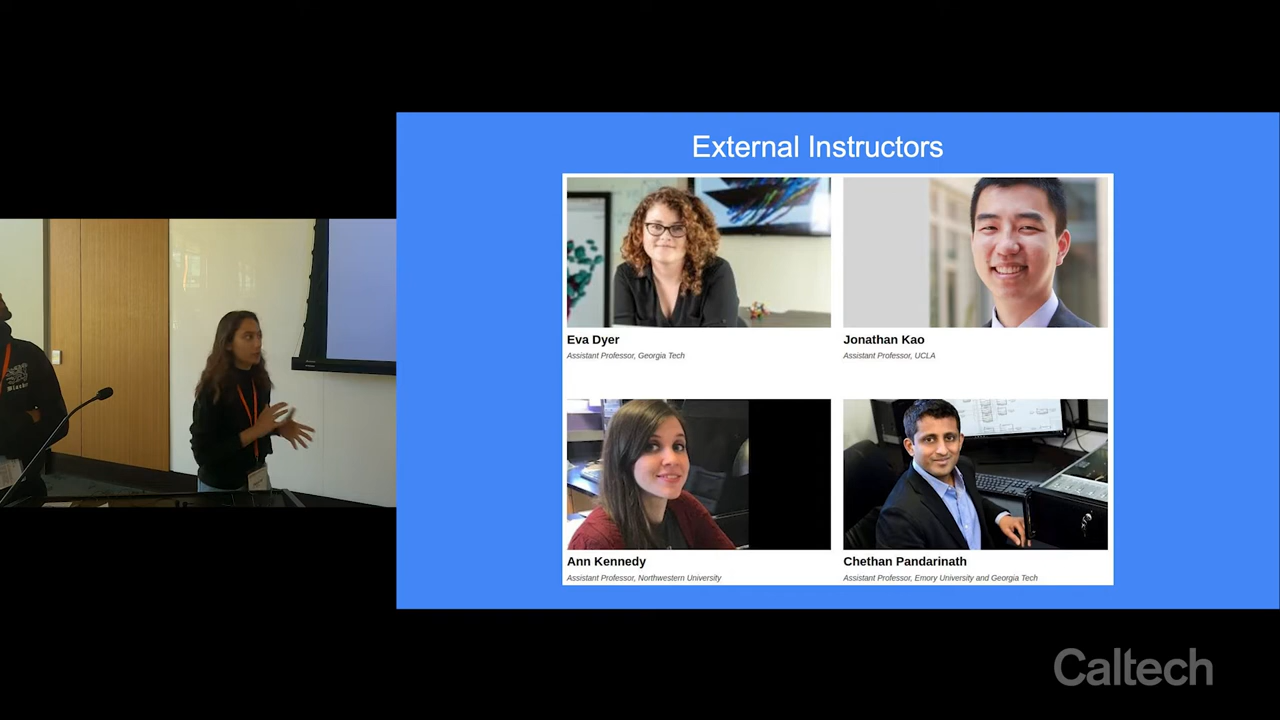 External Instructors
Eva Dyer
Assistant Professor, Georgia Tech
Jonathan Kao
Assistant Professor, UCLA
Ann Kennedy
Assistant Professor, Northwestern University
Chethan Pandarinath
Assistant Professor, Emory University and Georgia Tech
Caltech